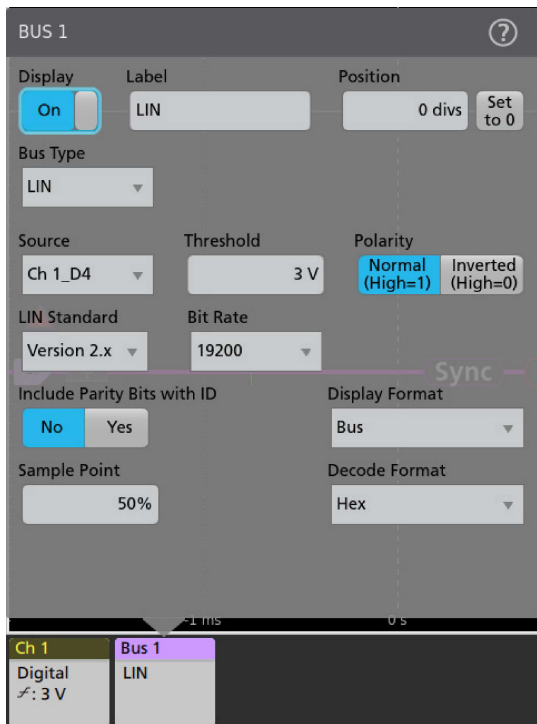 BUS 1 ?
Display Label Position
On LIN 0 divs Set to 0
Bus Type
LIN
Source Threshold Polarity
Ch 1_D4 3 V Normal (High=1) Inverted (High=0)
LIN Standard Bit Rate
Version 2.x 19200
Sync
Include Parity Bits with ID Display Format
No Yes Bus
Sample Point Decode Format
50% Hex
-1 ms 0 s
Ch 1 Bus 1
Digital LIN
: 3 V